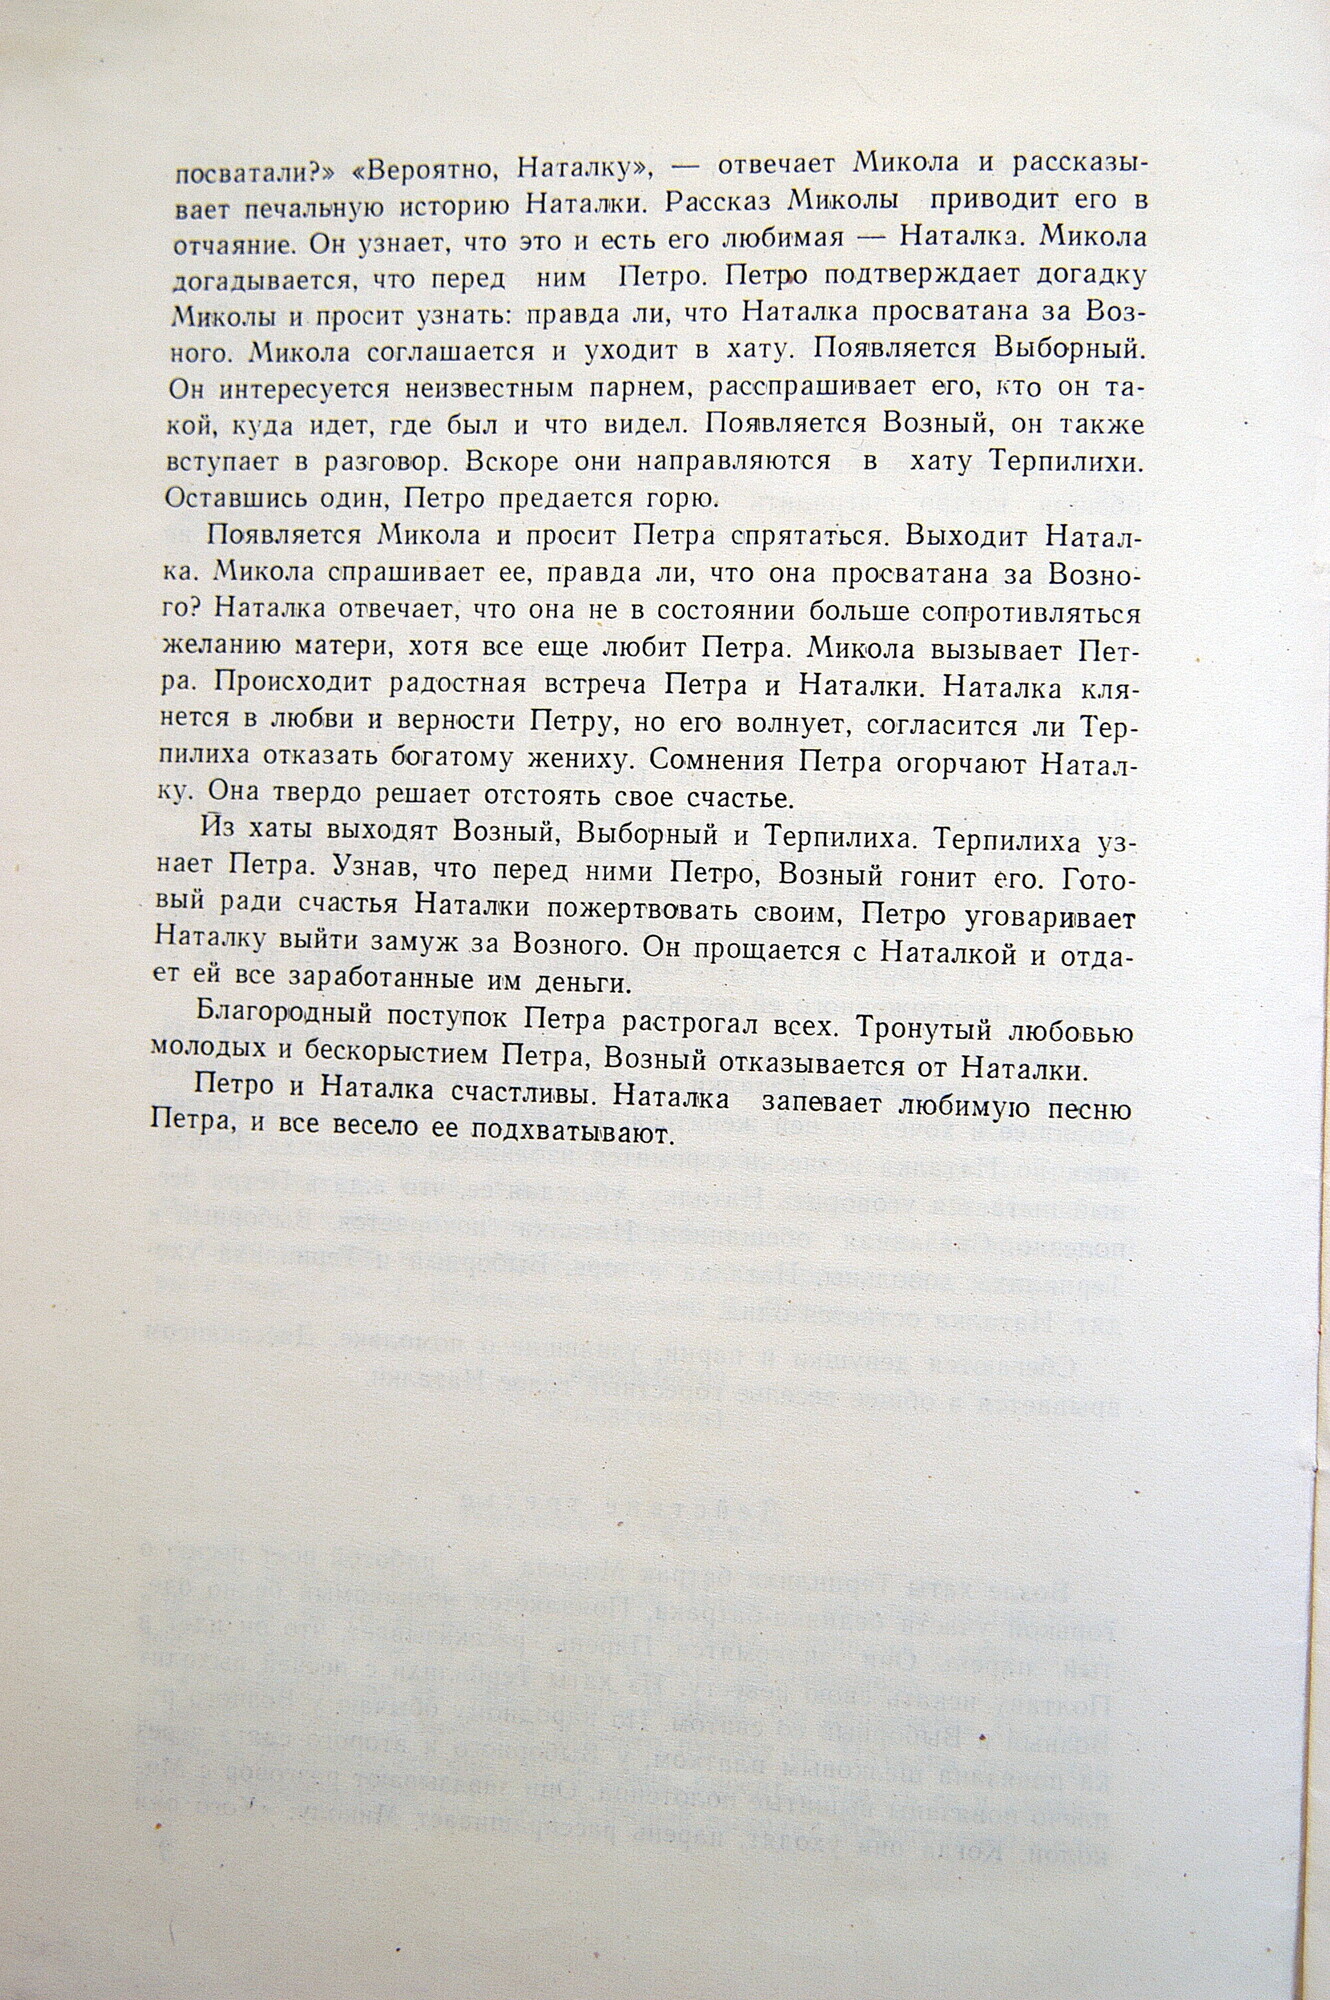 посватали?» «Вероятно, Наталку», — отвечает Микола и рассказы-
вает печальную историю Наталки. Рассказ Миколы приводит его в
отчаяние. Он узнает, что это и есть его любимая — Наталка. Микола
догадывается, что перед ним Петро. Петро подтверждает догадку
Миколы и просит узнать: правда ли, что Наталка просватана за Воз-
ного. Микола соглашается и уходит в хату. Появляется Выборный.
Он интересуется неизвестным парнем, расспрашивает его, кто он та-
кой, куда идет, где был и что видел. Появляется Возный, он также
вступает в разговор. Вскоре они направляются в хату Терпилихи.
Оставшись один, Петро предается горю.
Появляется Микола и просит Петра спрятаться. Выходит Натал-
ка. Микола спрашивает ее, правда ли, что она просватана за Возно-
го? Наталка отвечает, что она не в состоянии больше сопротивляться
желанию матери, хотя все еще любит Петра. Микола вызывает Пет-
ра. Происходит радостная встреча Петра и Наталки. Наталка кля-
нется в любви и верности Петру, но его волнует, согласится ли Тер-
пилиха отказать богатому жениху. Сомнения Петра огорчают Натал-
ку. Она твердо решает отстоять свое счастье.
Из хаты выходят Возный, Выборный и Терпилиха. Терпилиха уз-
нает Петра. Узнав, что перед ними Петро, Возный гонит его. Гото-
вый ради счастья Наталки пожертвовать своим, Петро уговаривает
Наталку выйти замуж за Возного. Он прощается с Наталкой и отда-
ет ей все заработанные им деньги.
Благородный поступок Петра растрогал всех. Тронутый любовью
молодых и бескорыстием Петра, Возный отказывается от Наталки.
Петро и Наталка счастливы. Наталка запевает любимую песню
Петра, и все весело ее подхватывают.